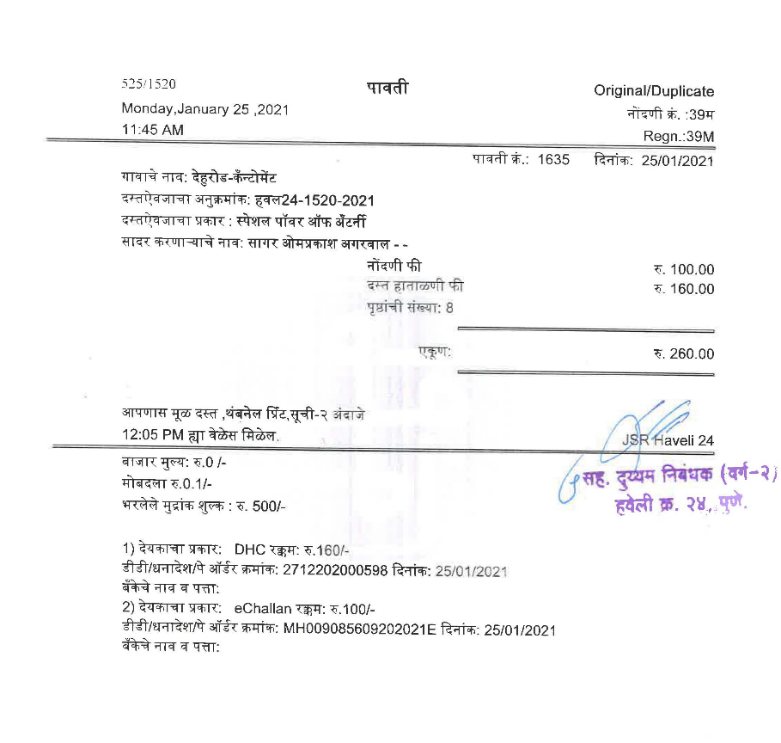 525/1520
पावती
Original/Duplicate
Monday,January 25 ,2021
नोंदणी क्रं. :39म
11:45 AM
Regn.:39M
पावती क्रं.: 1635 दिनांक: 25/01/2021
गावाचे नाव: देहुरोड-कॅन्टोमेंट
दस्तऐवजाचा अनुक्रमांक: हवल24-1520-2021
दस्तऐवजाचा प्रकार : स्पेशल पॉवर ऑफ अॅटर्नी
सादर करणाऱ्याचे नाव: सागर ओमप्रकाश अगरवाल - -
नोंदणी फी रु. 100.00
दस्त हाताळणी फी रु. 160.00
पृष्ठांची संख्या: 8
एकूण: रु. 260.00
आपणास मूळ दस्त ,थंबनेल प्रिंट,सूची-२ अंदाजे
12:05 PM ह्या वेळेस मिळेल.
JSR Haveli 24
सह. दुय्यम निबंधक (वर्ग-२)
हवेली क्र. २४, पुणे.
बाजार मुल्य: रु.0 /-
मोबदला रु.0.1/-
भरलेले मुद्रांक शुल्क : रु. 500/-
1) देयकाचा प्रकार: DHC रक्कम: रु.160/-
डीडी/धनादेश/पे ऑर्डर क्रमांक: 2712202000598 दिनांक: 25/01/2021
बँकेचे नाव व पत्ता:
2) देयकाचा प्रकार: eChallan रक्कम: रु.100/-
डीडी/धनादेश/पे ऑर्डर क्रमांक: MH009085609202021E दिनांक: 25/01/2021
बँकेचे नाव व पत्ता: